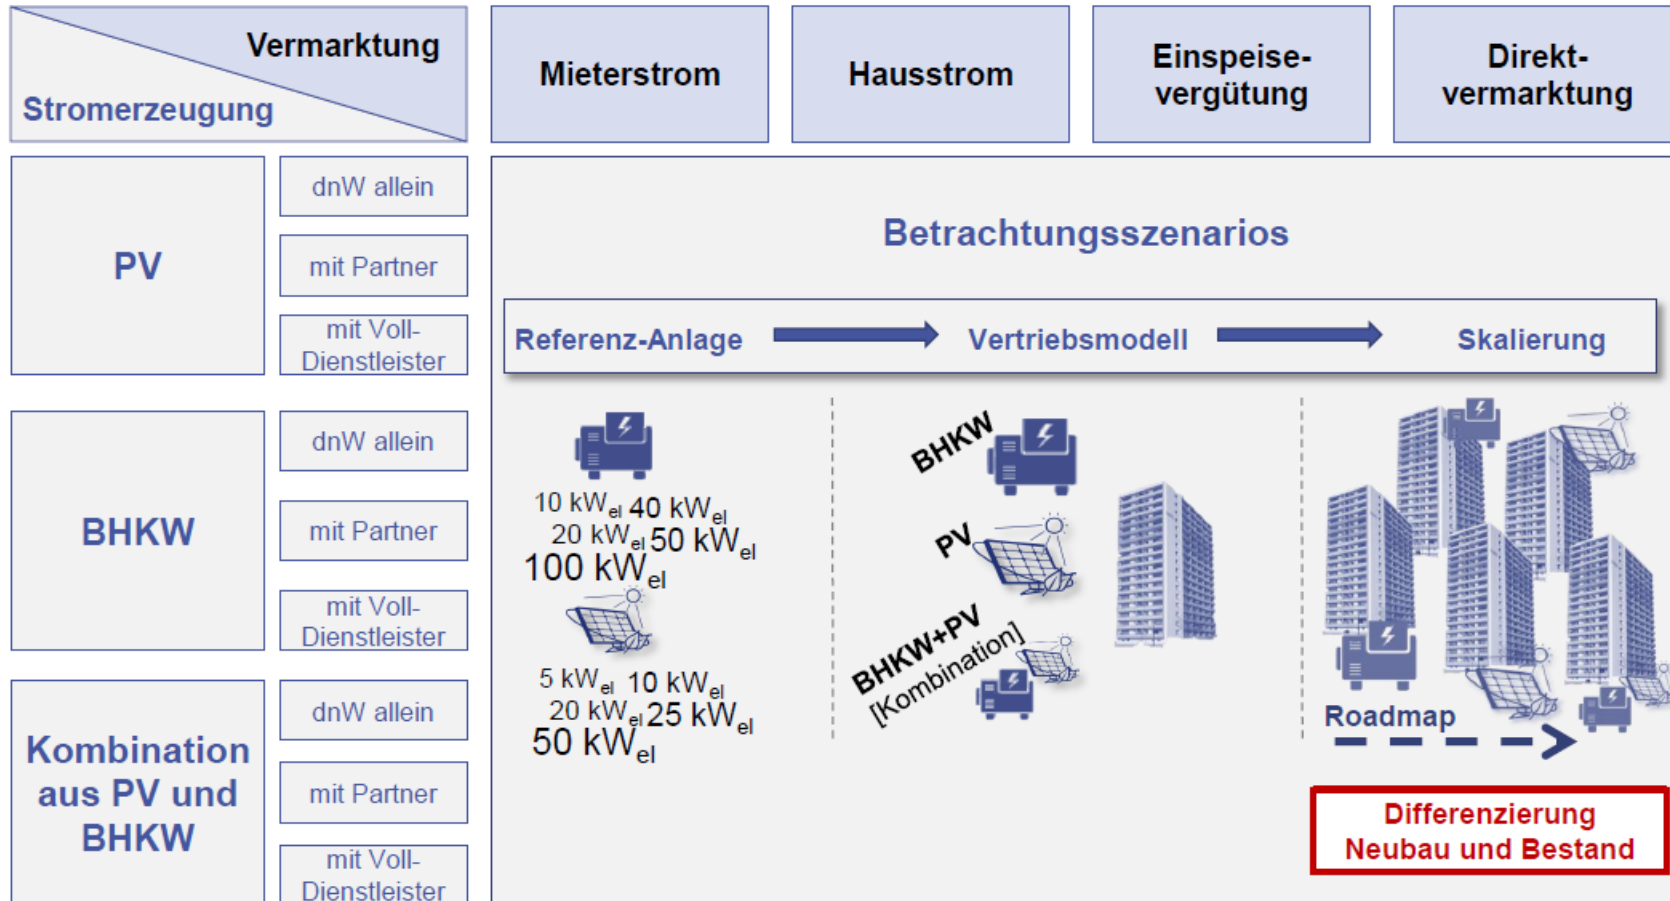 Vermarktung
Stromerzeugung
Mieterstrom
Hausstrom
Einspeise-
vergütung
Direkt-
vermarktung
PV
dnW allein
mit Partner
mit Voll-
Dienstleister
BHKW
dnW allein
mit Partner
mit Voll-
Dienstleister
Kombination
aus PV und
BHKW
dnW allein
mit Partner
mit Voll-
Dienstleister
Betrachtungsszenarios
Referenz-Anlage
Vertriebsmodell
Skalierung
10 kWel 40 kWel
20 kWel 50 kWel
100 kWel
5 kWel 10 kWel
20 kWel 25 kWel
50 kWel
BHKW
PV
BHKW+PV
[Kombination]
Roadmap
Differenzierung
Neubau und Bestand